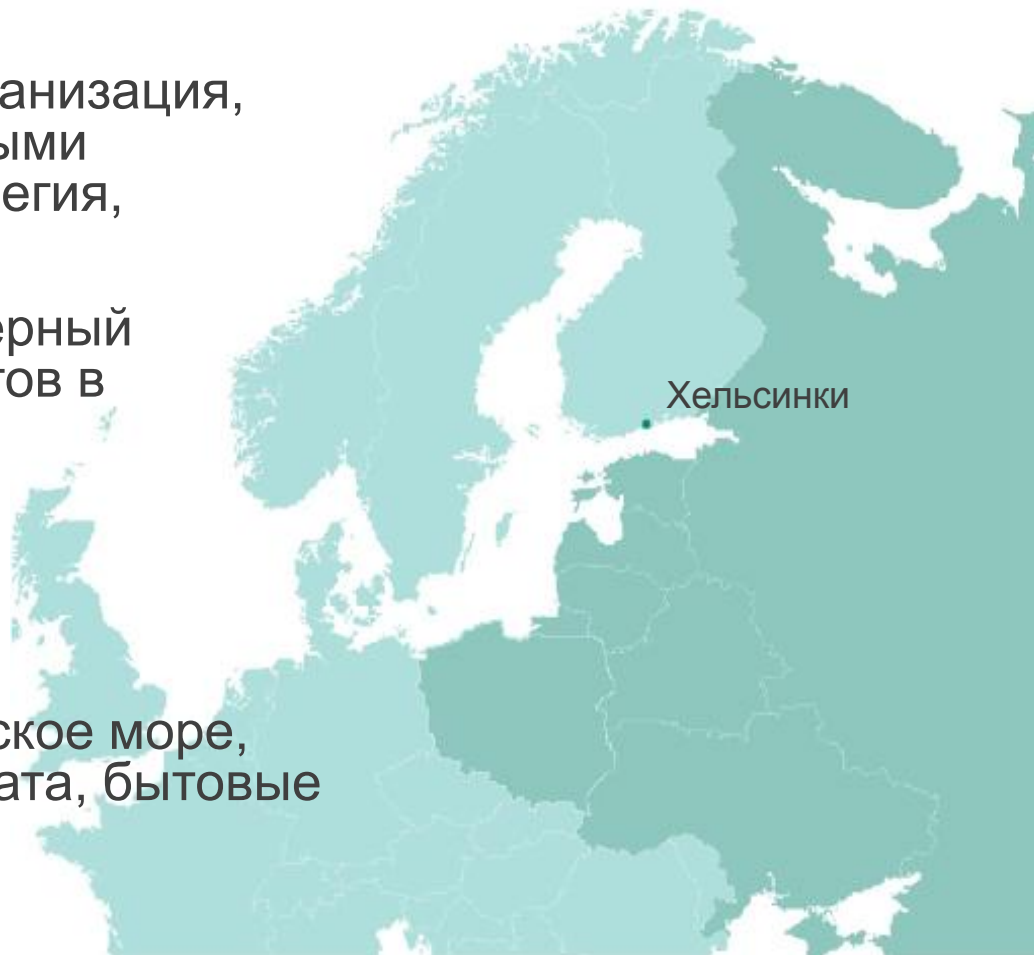 анизация,
ыми
егия,
ерный
тов в
Хельсинки
ское море,
ата, бытовые